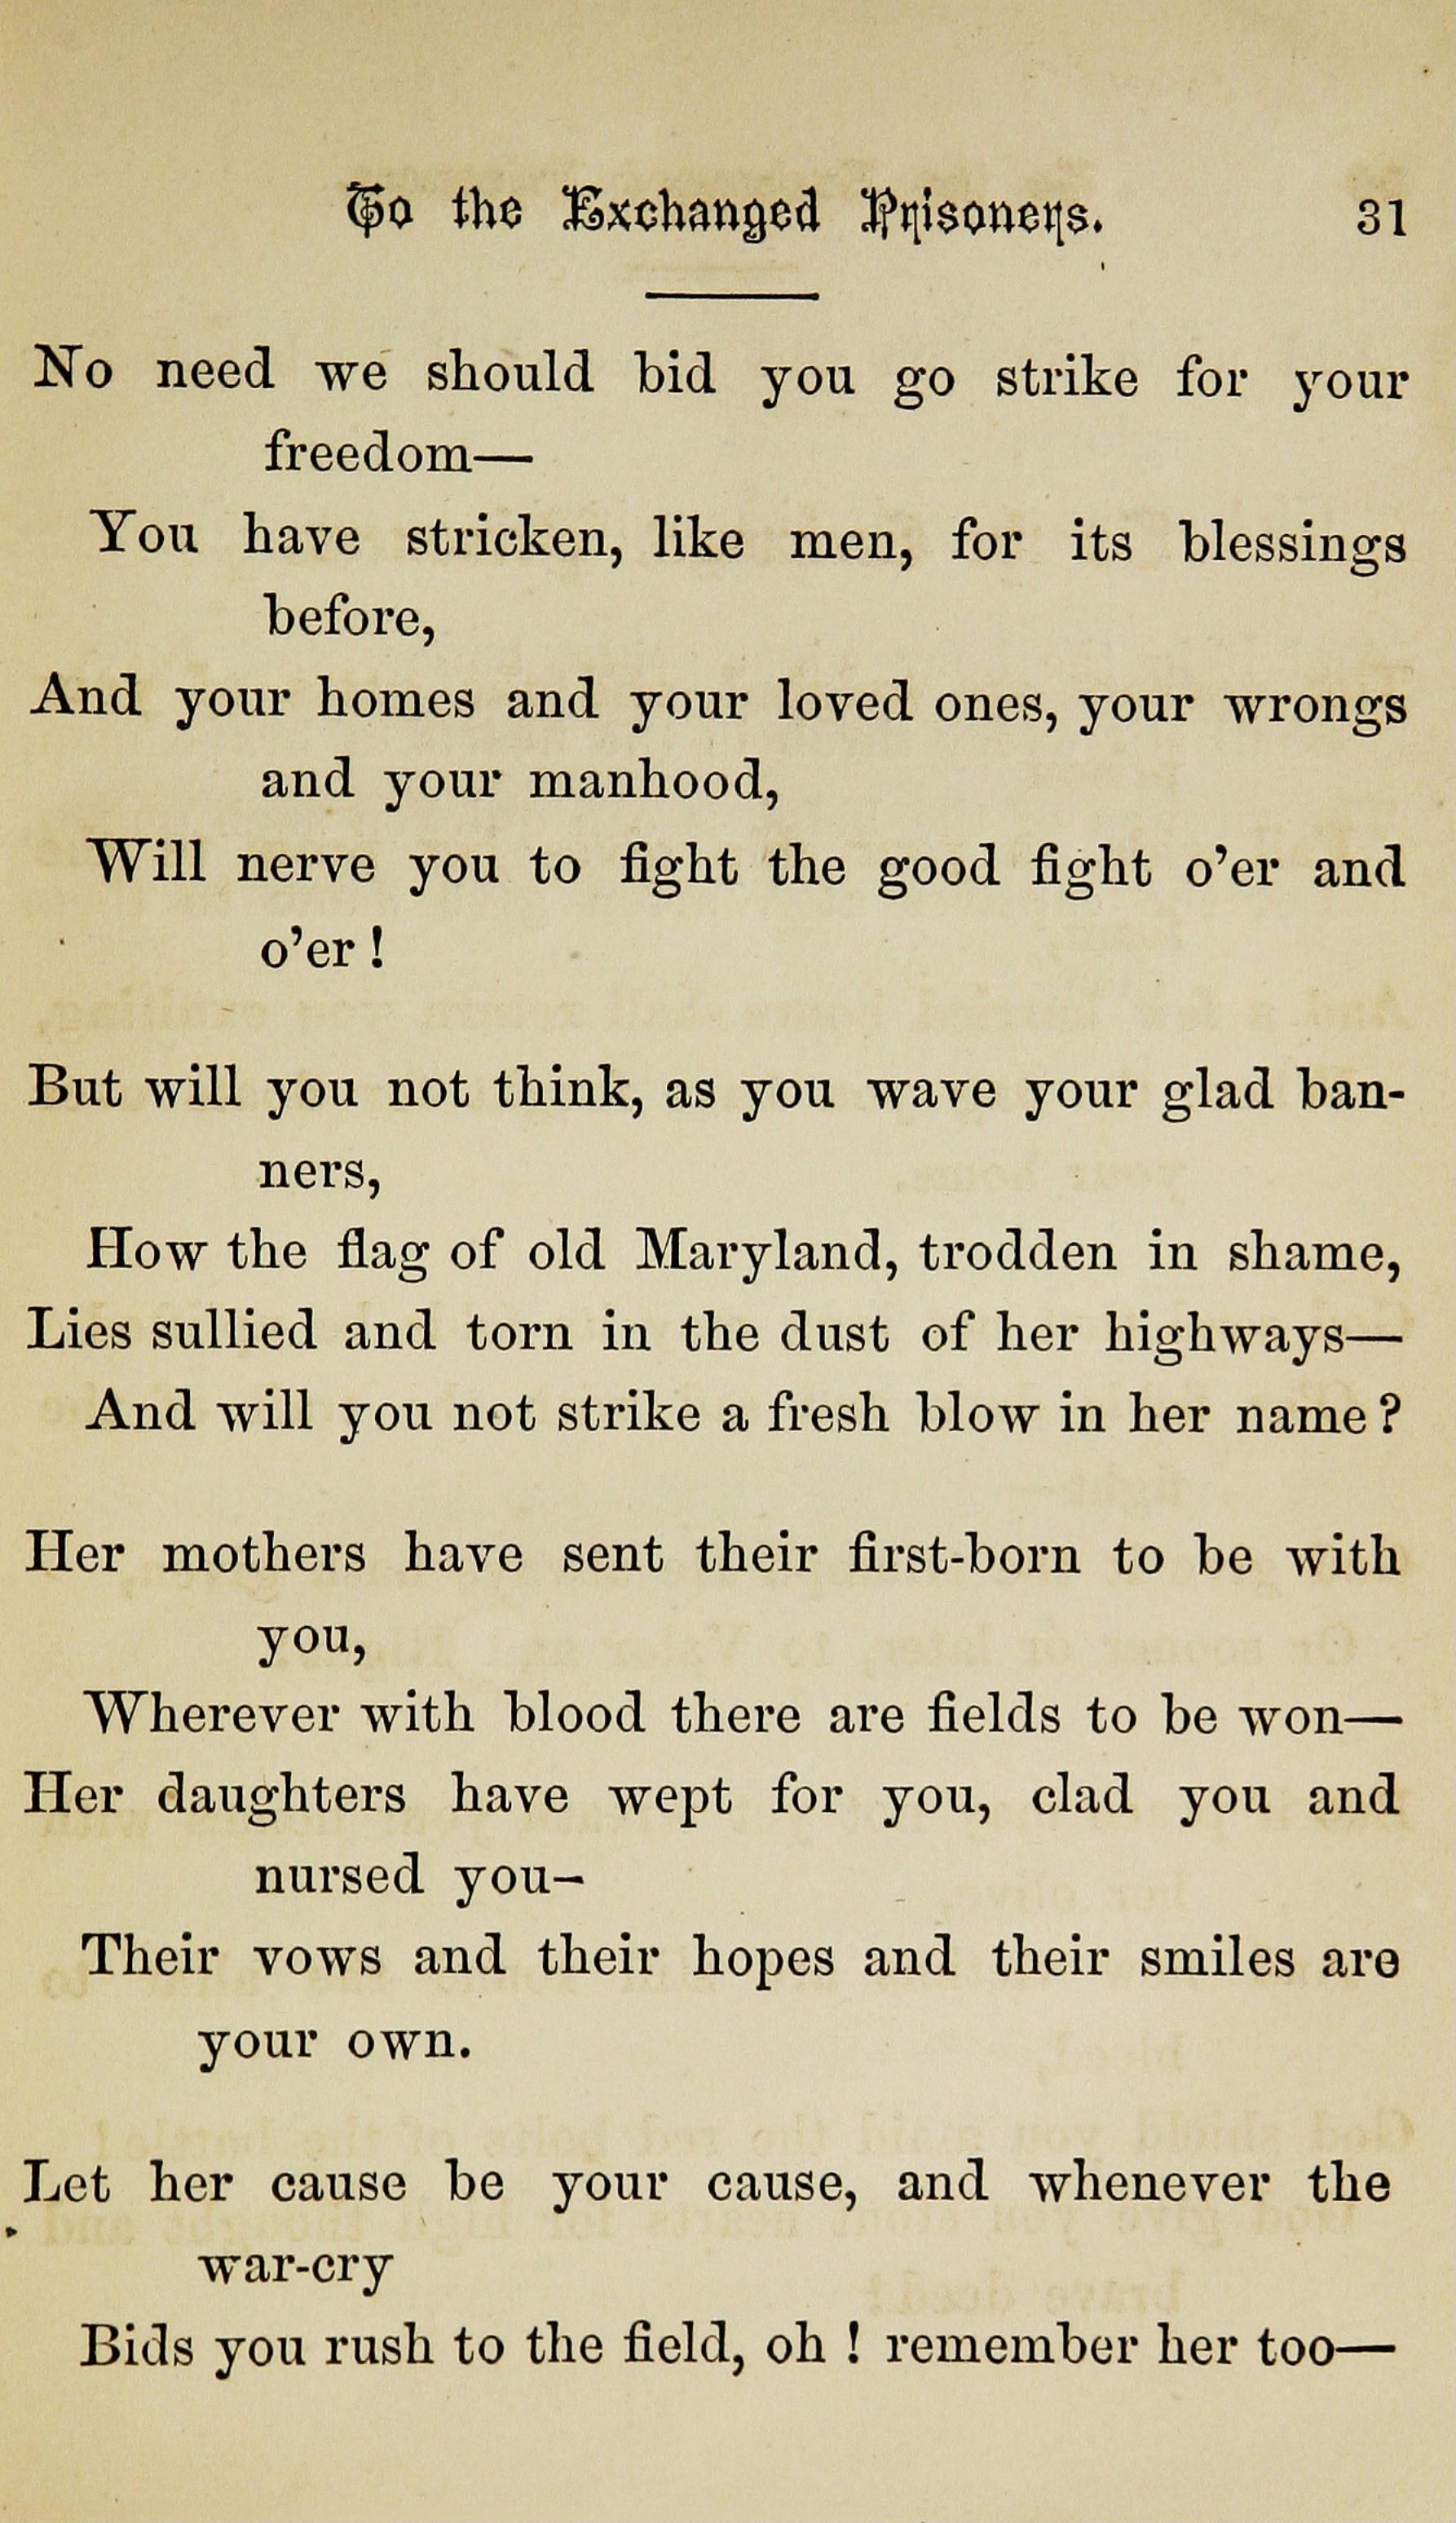 To the Exchanged Prisoners. 31
No need we should bid you go strike for your
freedom—
You have stricken, like men, for its blessings
before,
And your homes and your loved ones, your wrongs
and your manhood,
Will nerve you to fight the good fight o'er and
o'er !
But will you not think, as you wave your glad ban-
ners,
How the flag of old Maryland, trodden in shame,
Lies sullied and torn in the dust of her highways—
And will you not strike a fresh blow in her name ?
Her mothers have sent their first-born to be with
you,
Wherever with blood there are fields to be won—
Her daughters have wept for you, clad you and
nursed you–
Their vows and their hopes and their smiles are
your own.
Let her cause be your cause, and whenever the
war-cry
Bids you rush to the field, oh ! remember her too—